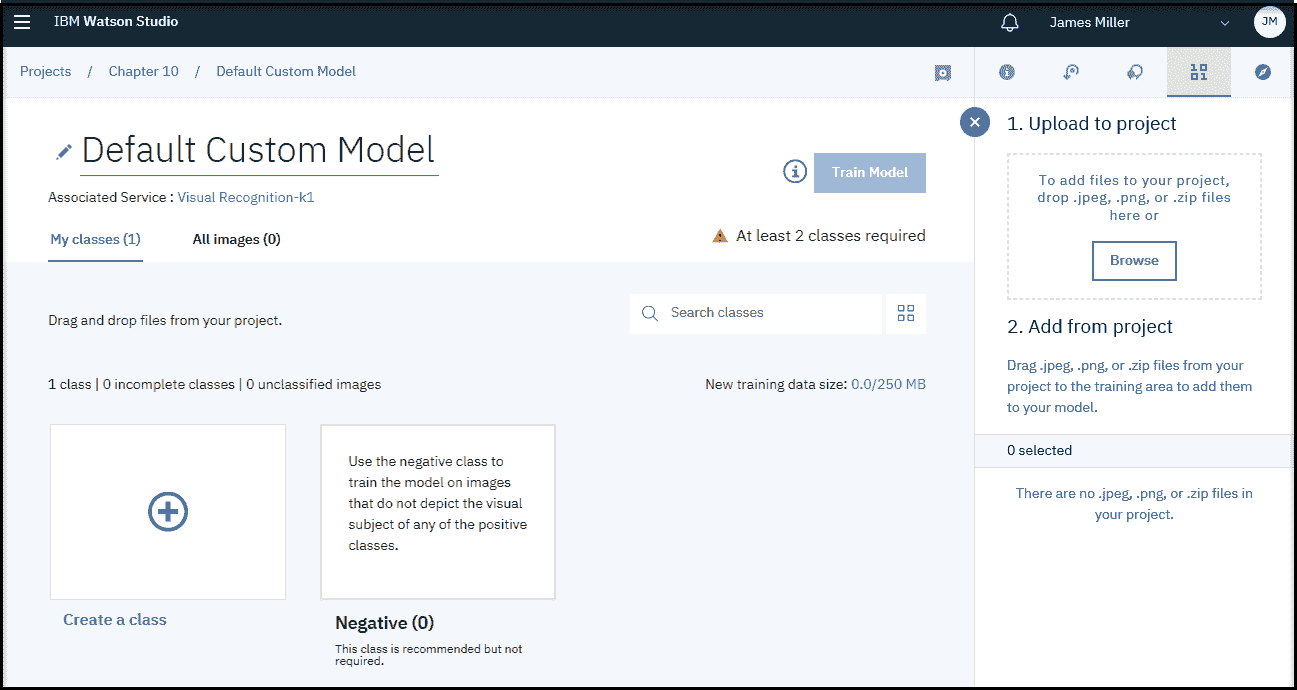 IBM Watson Studio
James Miller
JM
Projects / Chapter 10 / Default Custom Model
Default Custom Model
Train Model
Associated Service : Visual Recognition-k1
My classes (1)
All images (0)
At least 2 classes required
Drag and drop files from your project.
Search classes
1 class | 0 incomplete classes | 0 unclassified images
New training data size: 0.0/250 MB
Create a class
Use the negative class to
train the model on images
that do not depict the visual
subject of any of the positive
classes.
Negative (0)
This class is recommended but not
required.
1. Upload to project
To add files to your project,
drop .jpeg, .png, or .zip files
here or
Browse
2. Add from project
Drag .jpeg, .png, or .zip files from your
project to the training area to add them
to your model.
0 selected
There are no .jpeg, .png, or .zip files in
your project.